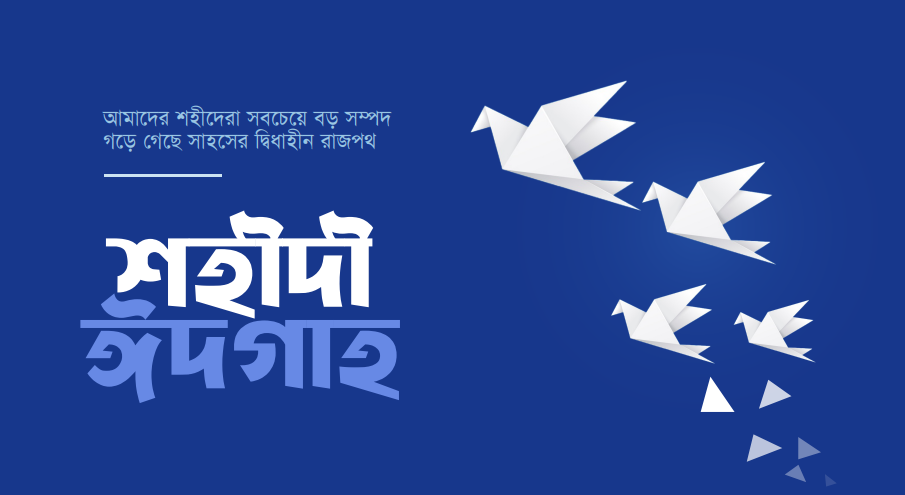 আমাদের শহীদেরা সবচেয়ে বড় সম্পদ
গড়ে গেছে সাহসের দ্বিধাহীন রাজপথ
শহীদী
ঈদগাহ